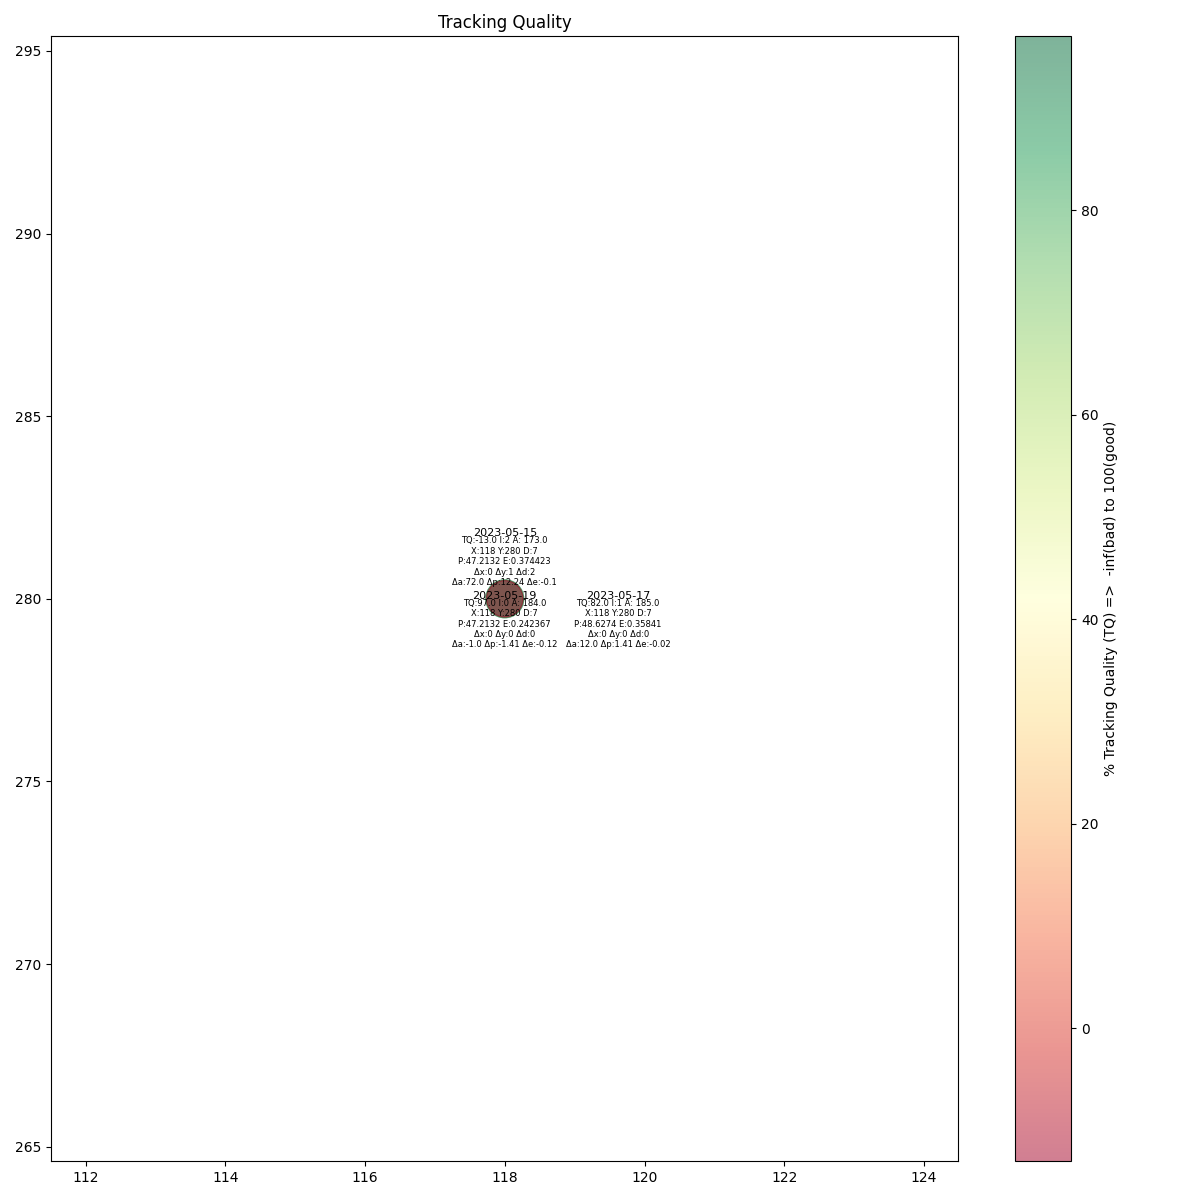 Tracking Quality
295
290
285
280
275
270
265
112
114
116
118
120
122
124
2023-05-15
TQ:-13.0 I:2 A: 173.0
X:118 Y:280 D:7
P:47.2132 E:0.374423
Δx:0 Δy:1 Δd:2
Δa:72.0 Δp:12.24 Δe:-0.1
2023-05-19
TQ:97.0 I:0 A: 184.0
X:118 Y:280 D:7
P:47.2132 E:0.242367
Δx:0 Δy:0 Δd:0
Δa:-1.0 Δp:-1.41 Δe:-0.12
2023-05-17
TQ:82.0 I:1 A: 185.0
X:118 Y:280 D:7
P:48.6274 E:0.35841
Δx:0 Δy:0 Δd:0
Δa:12.0 Δp:1.41 Δe:-0.02
80
60
40
20
0
% Tracking Quality (TQ) => -inf(bad) to 100(good)